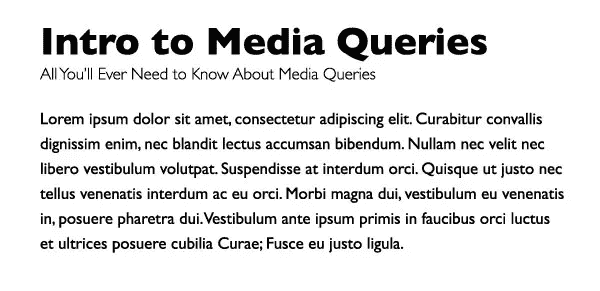 Intro to Media Queries
All You'll Ever Need to Know About Media Queries
Lorem ipsum dolor sit amet, consectetur adipiscing elit. Curabitur convallis
dignissim enim, nec blandit lectus accumsan bibendum. Nullam nec velit nec
libero vestibulum volutpat. Suspendisse at interdum orci. Quisque ut justo nec
tellus venenatis interdum ac eu orci. Morbi magna dui, vestibulum eu venenatis
in, posuere pharetra dui. Vestibulum ante ipsum primis in faucibus orci luctus
et ultrices posuere cubilia Curae; Fusce eu justo ligula.